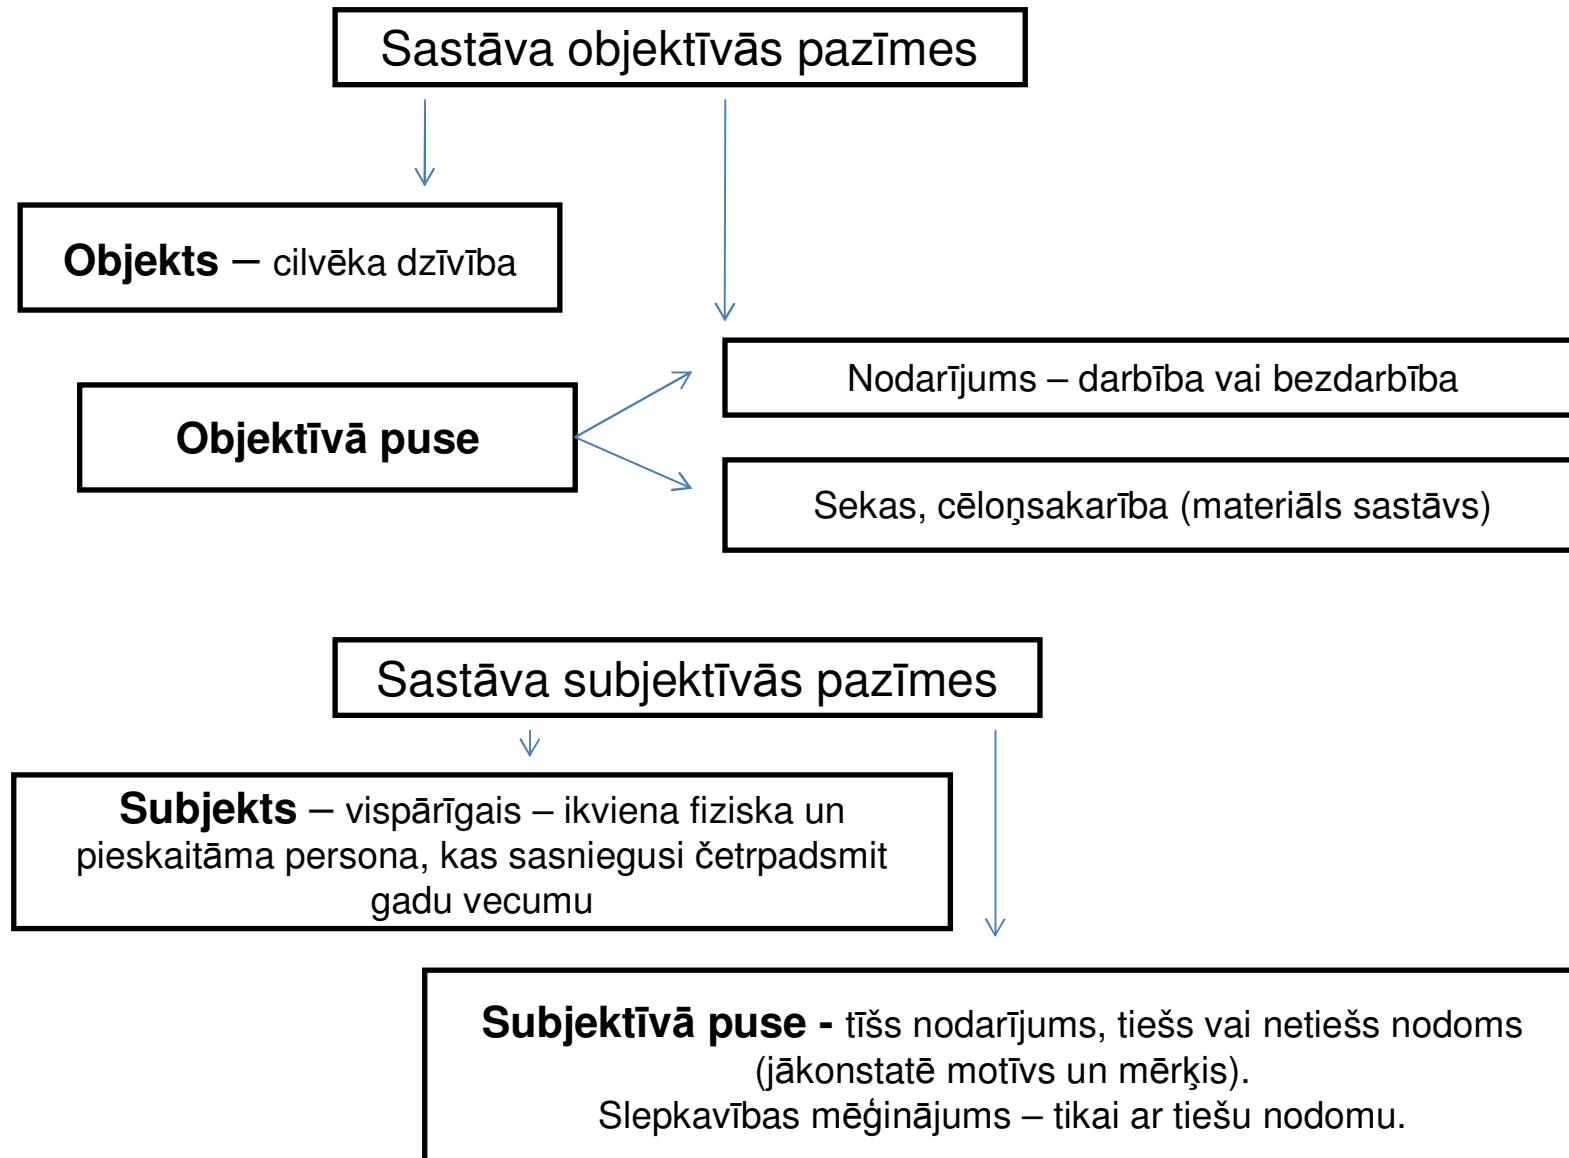 Sastāva objektīvās pazīmes
Objekts – cilvēka dzīvība
Nodarījums – darbība vai bezdarbība
Objektīvā puse
Sekas, cēloņsakarība (materiāls sastāvs)
Sastāva subjektīvās pazīmes
Subjekts – vispārīgais – ikviena fiziska un
pieskaitāma persona, kas sasniegusi četrpadsmit
gadu vecumu
Subjektīvā puse - tīšs nodarījums, tiešs vai netiešs nodoms
(jākonstatē motīvs un mērķis).
Slepkavības mēģinājums – tikai ar tiešu nodomu.